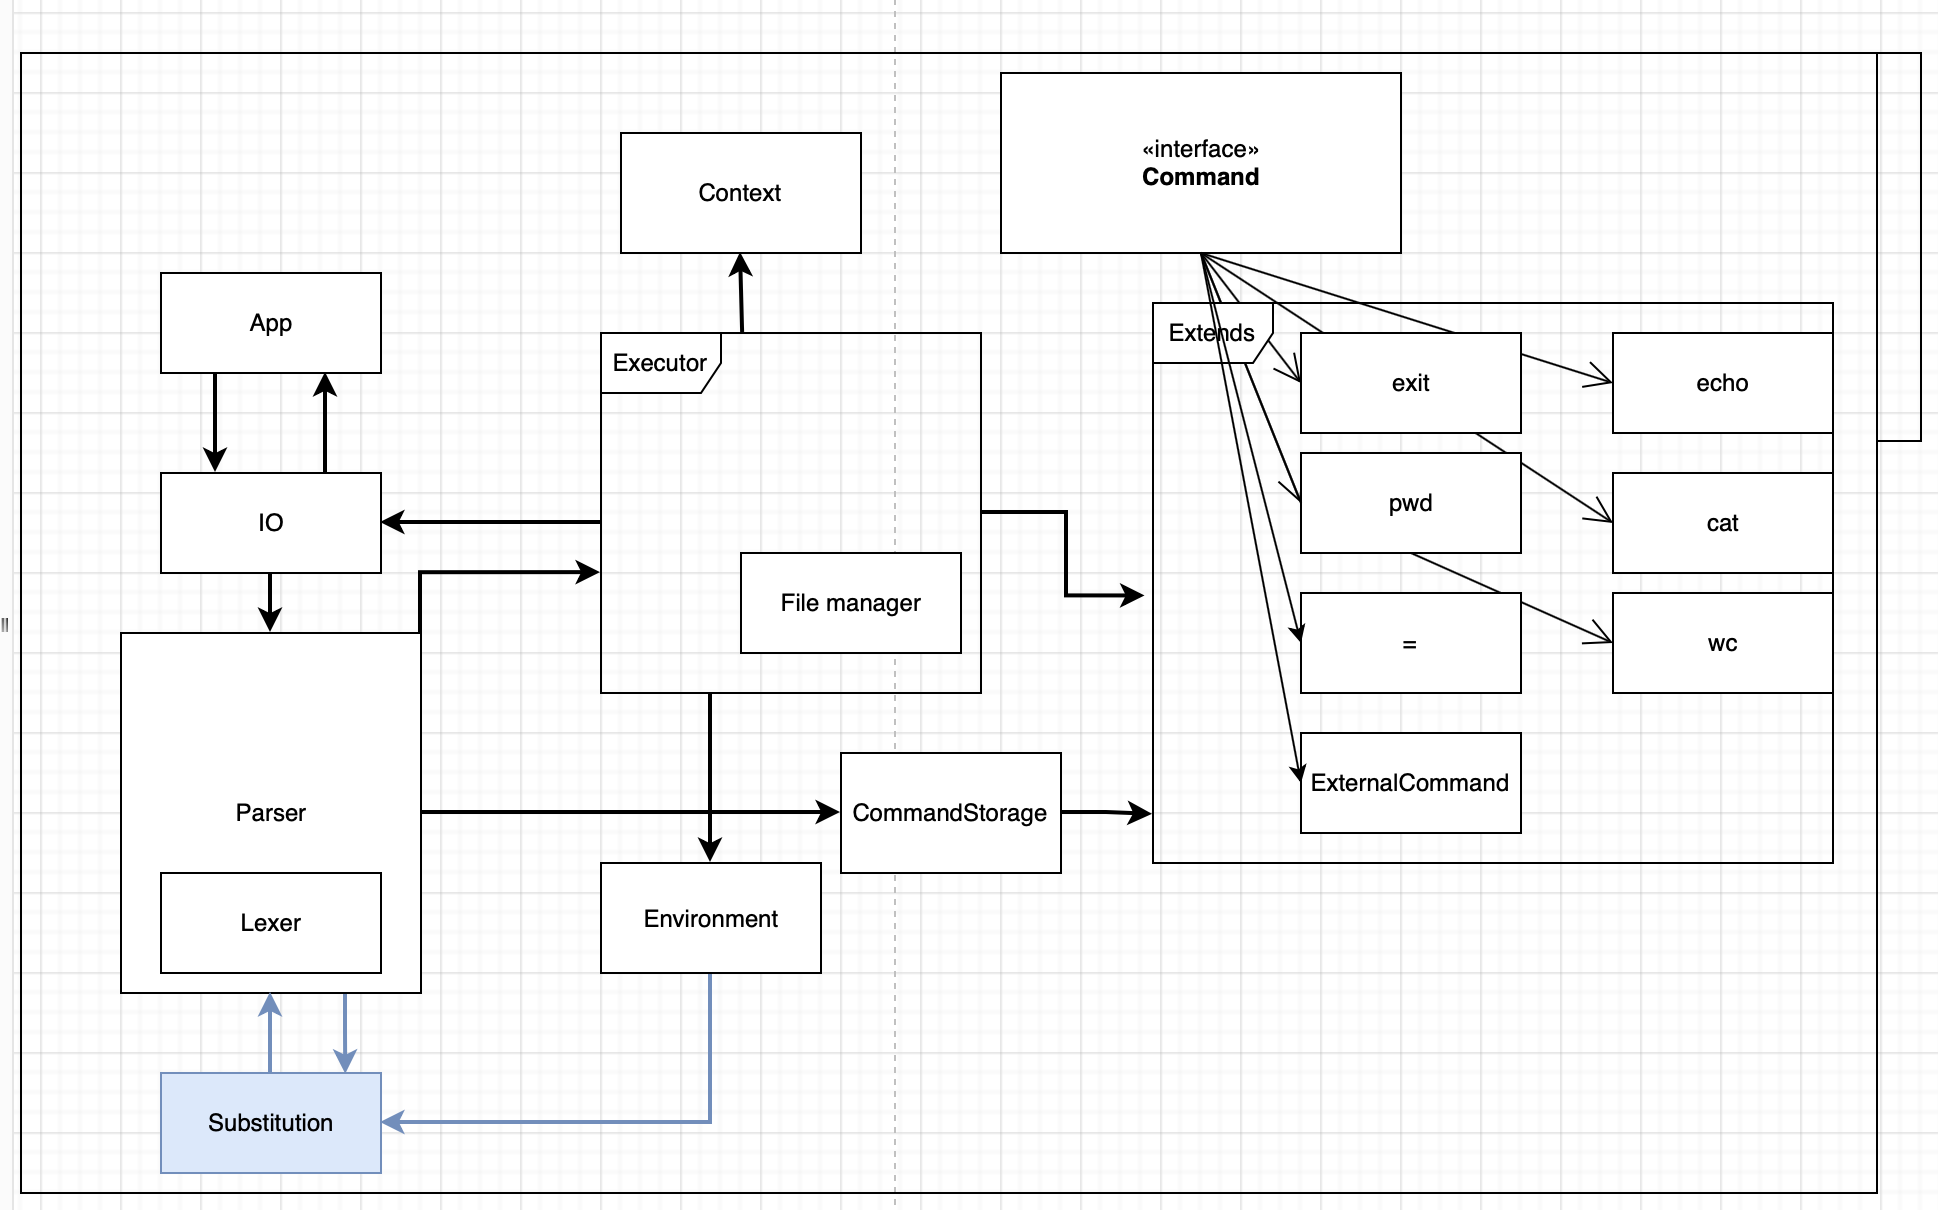 «interface»
Command
Context
App
Extends
Executor
exit
echo
pwd
IO
cat
File manager
=
wc
ExternalCommand
Parser
CommandStorage
Lexer
Environment
Substitution